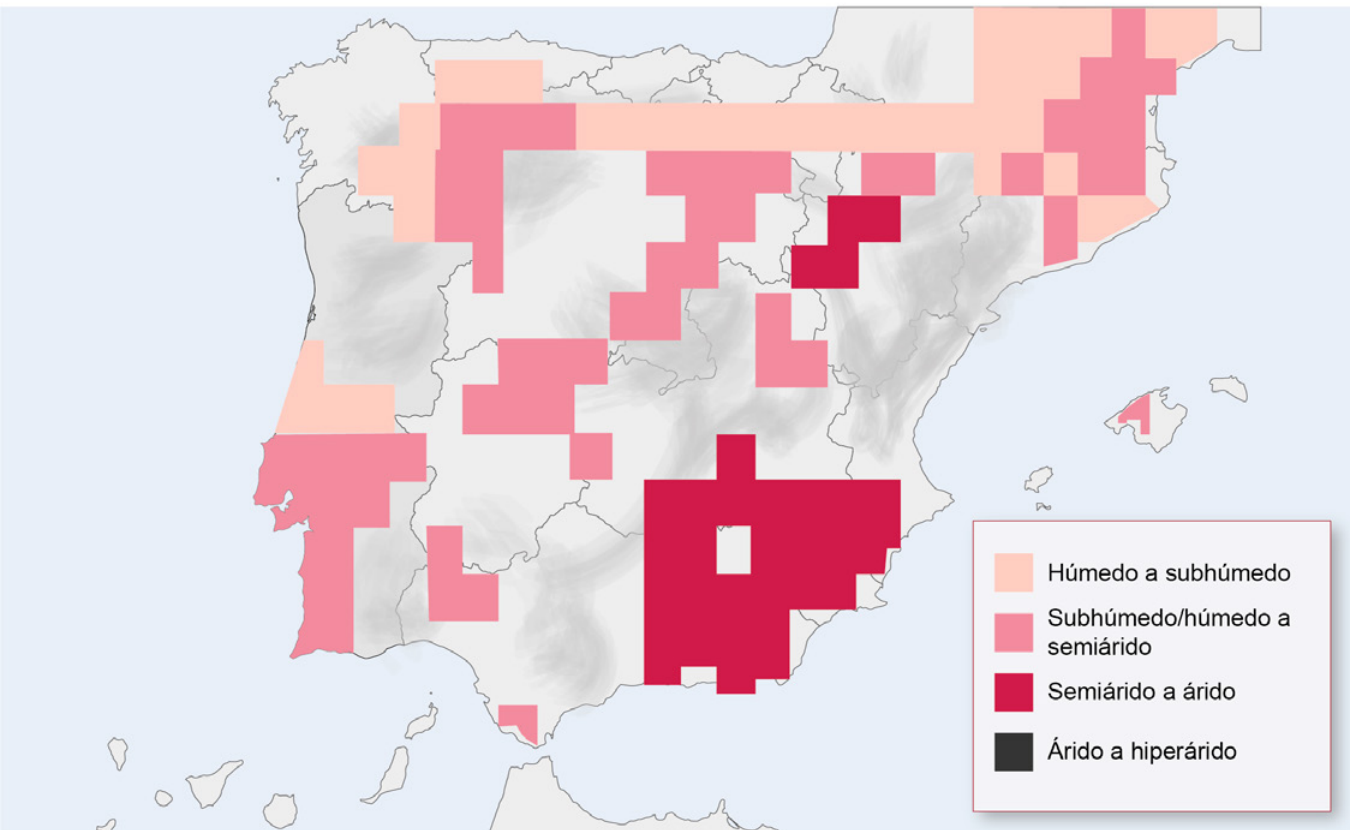 Húmedo a subhúmedo
Subhúmedo/húmedo a
semiárido
Semiárido a árido
Árido a hiperárido